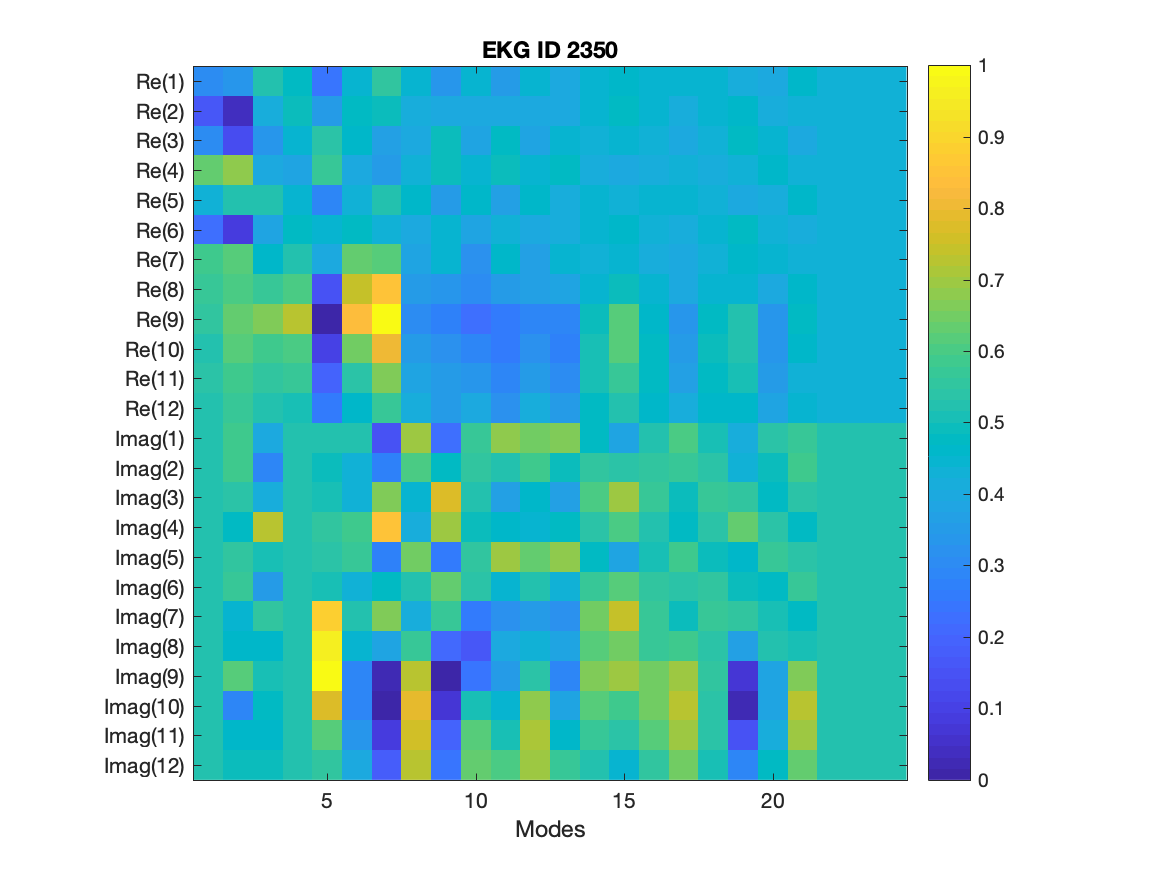 EKG ID 2350
Re(1)
Re(2)
Re(3)
Re(4)
Re(5)
Re(6)
Re(7)
Re(8)
Re(9)
Re(10)
Re(11)
Re(12)
Imag(1)
Imag(2)
Imag(3)
Imag(4)
Imag(5)
Imag(6)
Imag(7)
Imag(8)
Imag(9)
Imag(10)
Imag(11)
Imag(12)
5 10 15 20
Modes
1
0.9
0.8
0.7
0.6
0.5
0.4
0.3
0.2
0.1
0